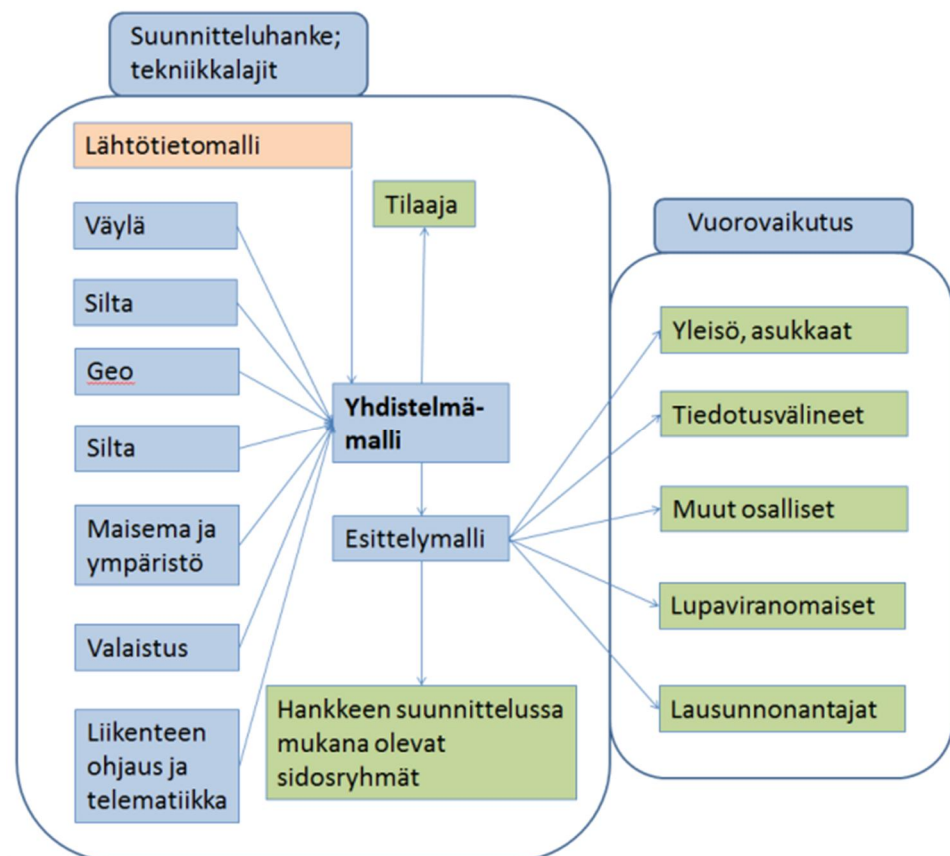 Suunnitteluhanke;
tekniikkalajit
Lähtötietomalli
Väylä
Silta
Geo
Silta
Maisema ja
ympäristö
Valaistus
Liikenteen
ohjaus ja
telematiikka
Tilaaja
Yhdistelmä-
malli
Esittelymalli
Hankkeen suunnittelussa
mukana olevat
sidosryhmät
Vuorovaikutus
Yleisö, asukkaat
Tiedotusvälineet
Muut osalliset
Lupaviranomaiset
Lausunnonantajat